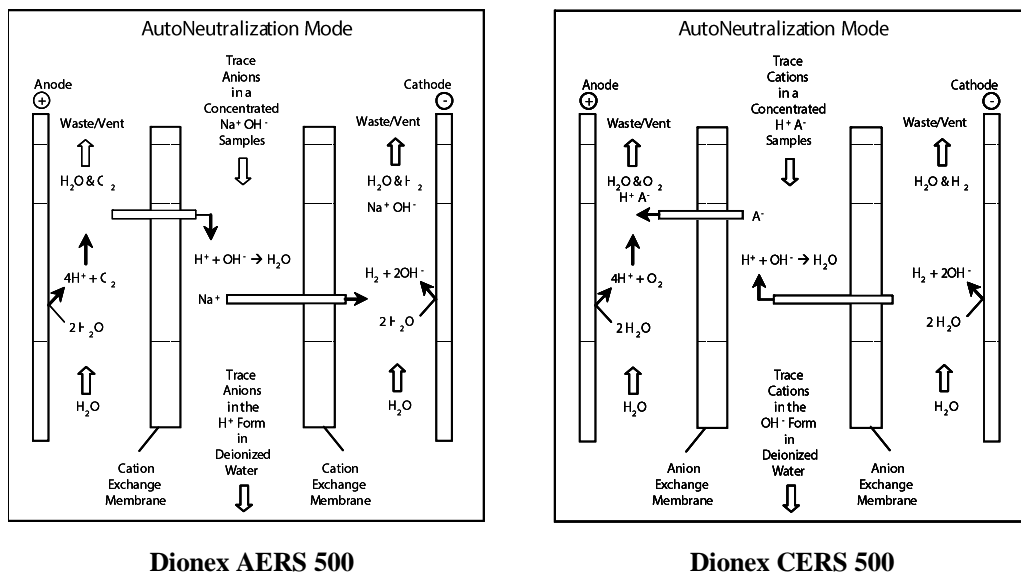 AutoNeutralization Mode
Anode
+
Cathode
-
Trace
Anions
in a
Concentrated
Na⁺ OH⁻
Samples
Waste/Vent
Waste/Vent
H₂O &
H₂O &
Na⁺ OH⁻
H⁺ + OH⁻ → H₂O
4H⁺ +
H₂ + 2OH⁻
Na⁺
H₂O
H₂O
Trace
Anions
in the
H⁺ Form
in
Deionized
Water
Cation
Exchange
Membrane
Cation
Exchange
Membrane
Dionex AERS 500
AutoNeutralization Mode
Anode
+
Cathode
-
Trace
Cations
in a
Concentrated
H⁺ A⁻
Samples
Waste/Vent
Waste/Vent
H₂O & O₂
H⁺ A⁻
H₂O & H₂
A⁻
H⁺ + OH⁻ → H₂O
4H⁺ + O₂
H₂ + 2OH⁻
2 H₂O
2 H₂O
H₂O
H₂O
Trace
Cations
in the
OH⁻ Form
in
Deionized
Water
Anion
Exchange
Membrane
Anion
Exchange
Membrane
Dionex CERS 500